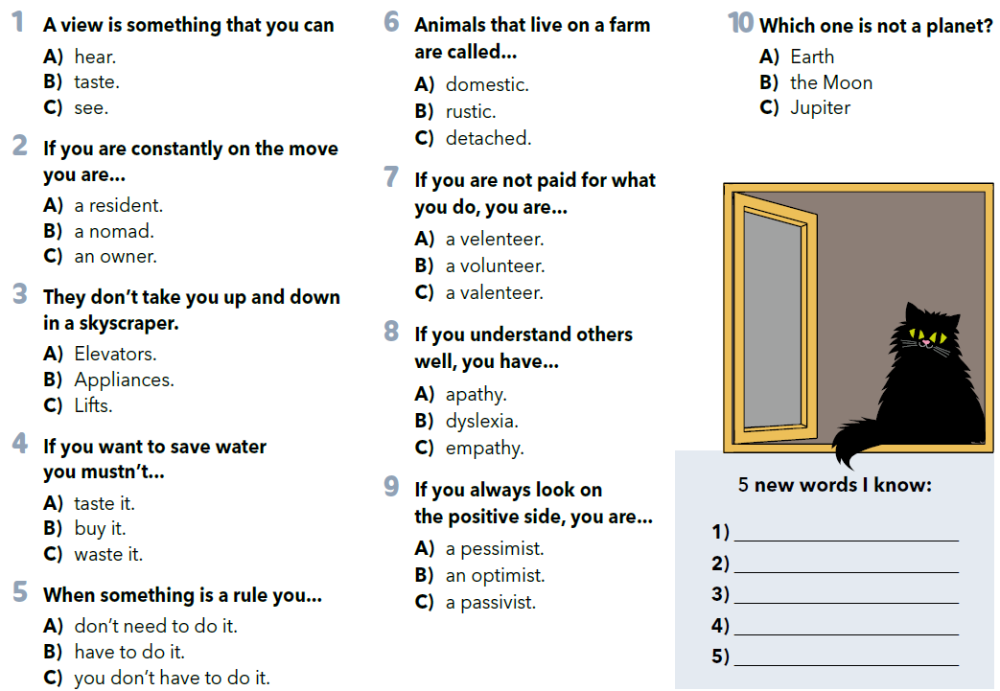 1 A view is something that you can
A) hear.
B) taste.
C) see.
2 If you are constantly on the move
you are...
A) a resident.
B) a nomad.
C) an owner.
3 They don't take you up and down
in a skyscraper.
A) Elevators.
B) Appliances.
C) Lifts.
4 If you want to save water
you mustn't...
A) taste it.
B) buy it.
C) waste it.
5 When something is a rule you...
A) don't need to do it.
B) have to do it.
C) you don't have to do it.
6 Animals that live on a farm
are called...
A) domestic.
B) rustic.
C) detached.
7 If you are not paid for what
you do, you are...
A) a velenteer.
B) a volunteer.
C) a valenteer.
8 If you understand others
well, you have...
A) apathy.
B) dyslexia.
C) empathy.
9 If you always look on
the positive side, you are...
A) a pessimist.
B) an optimist.
C) a passivist.
10 Which one is not a planet?
A) Earth
B) the Moon
C) Jupiter
5 new words I know:
1)
2)
3)
4)
5)